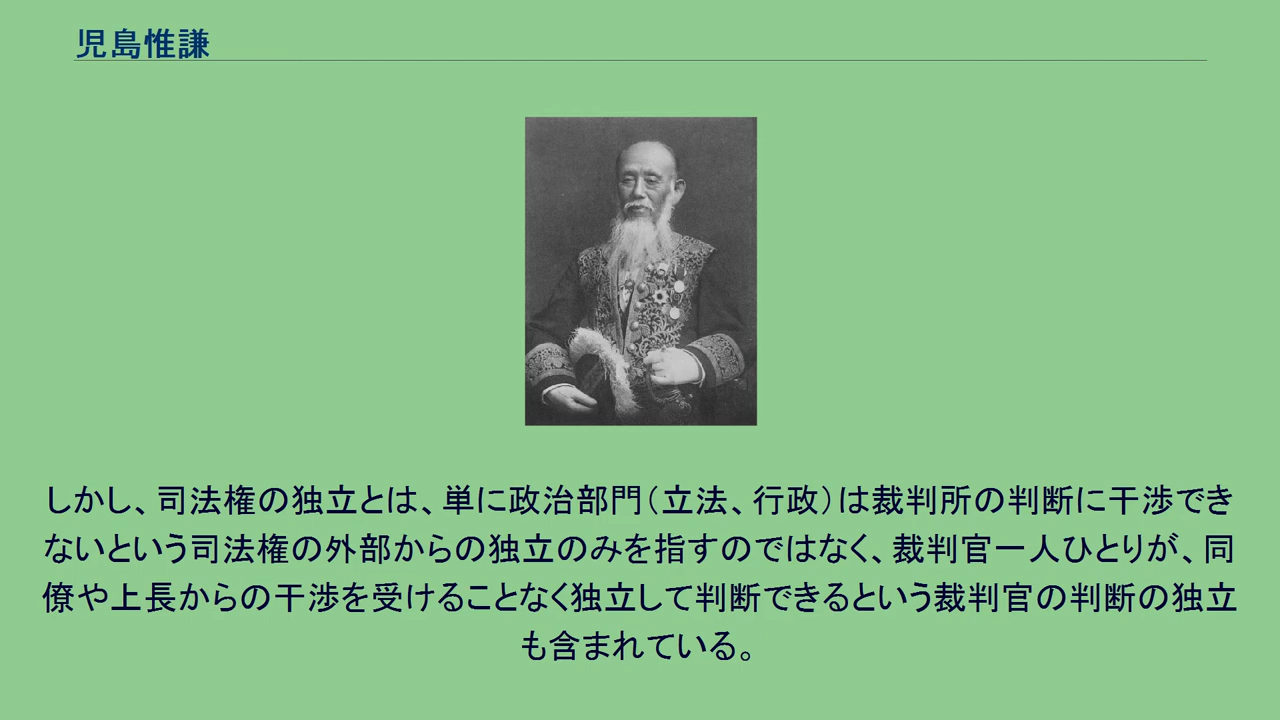 児島惟謙
しかし、司法権の独立とは、単に政治部門（立法、行政）は裁判所の判断に干渉でき
ないという司法権の外部からの独立のみを指すのではなく、裁判官一人ひとりが、同
僚や上長からの干渉を受けることなく独立して判断できるという裁判官の判断の独立
も含まれている。